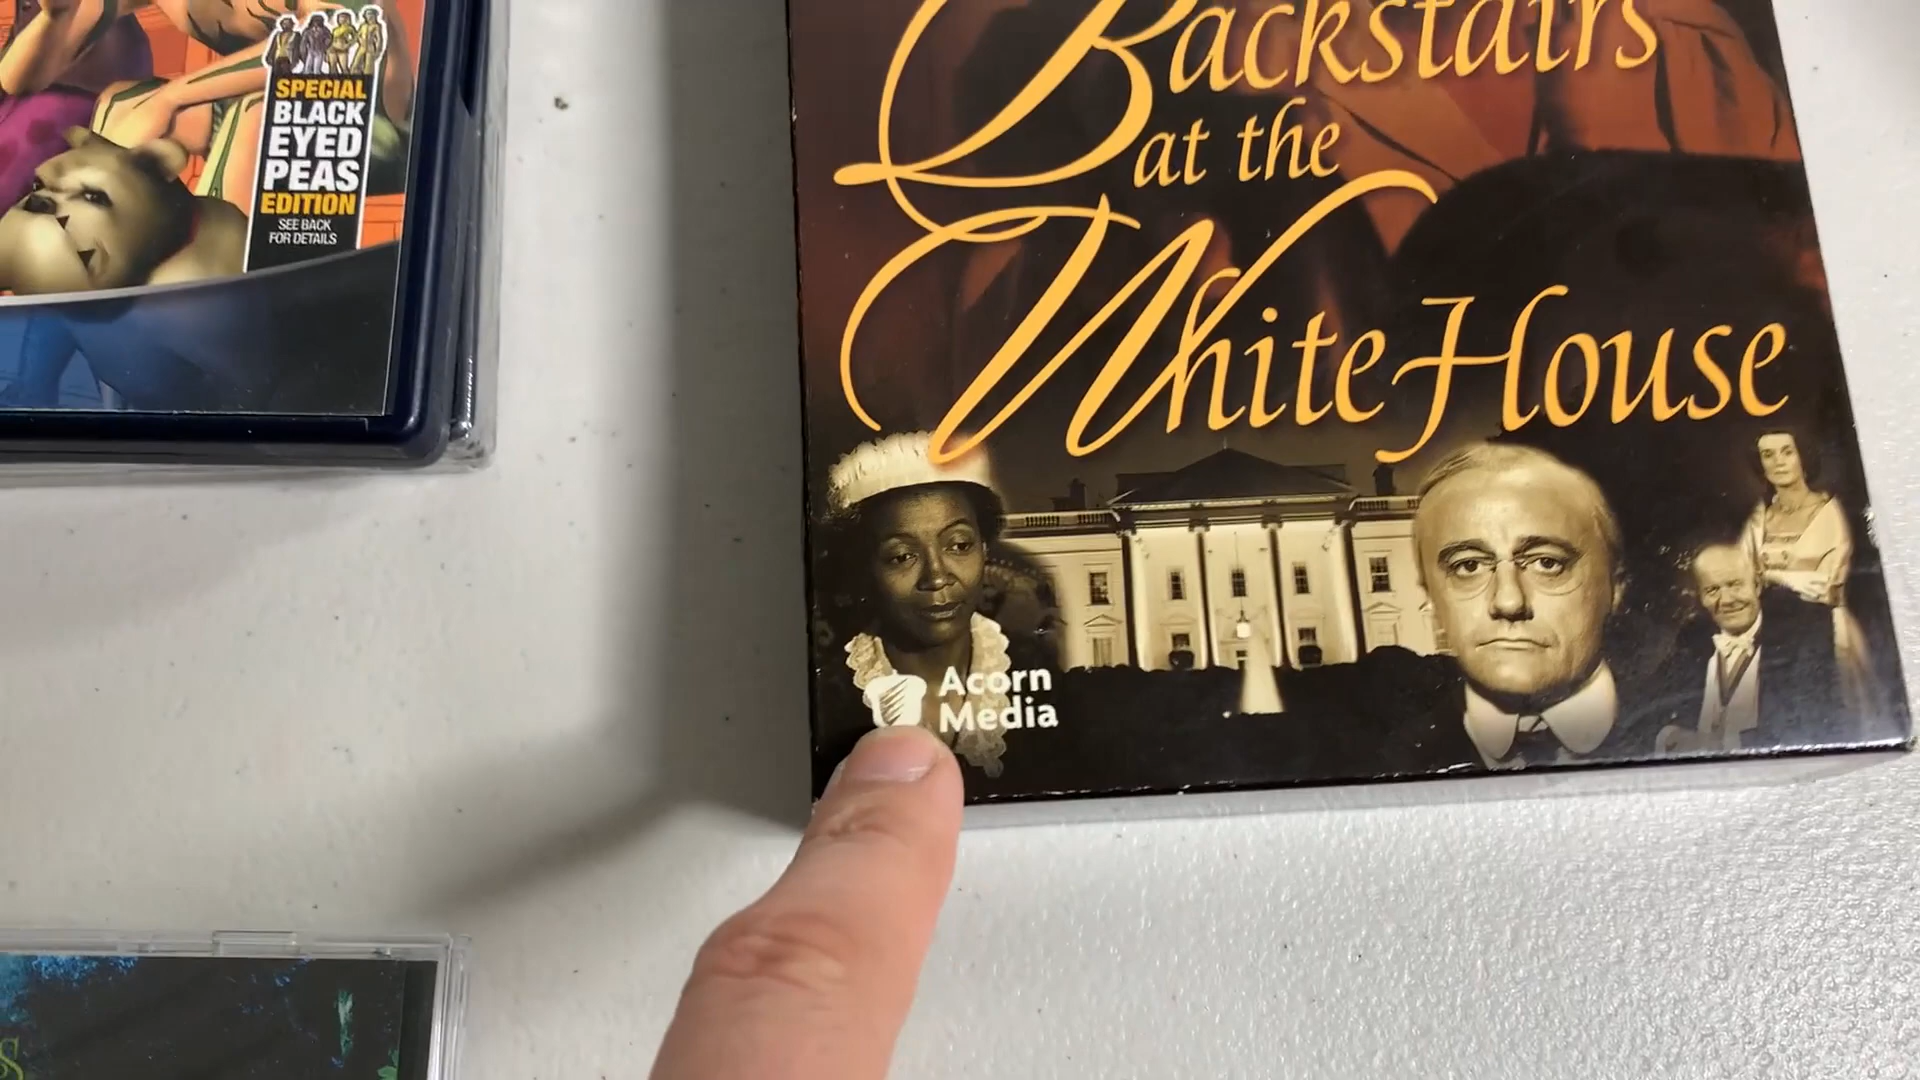 SPECIAL
BLACK
EYED
PEAS
EDITION
SEE BACK
FOR DETAILS
Backstairs
at the
White House
Acorn
Media